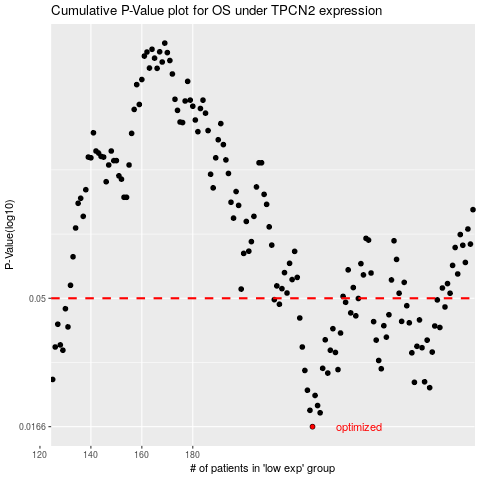 Cumulative P-Value plot for OS under TPCN2 expression
P-Value(log10)
0.05
0.0166
optimized
120 140 160 180
# of patients in 'low exp' group